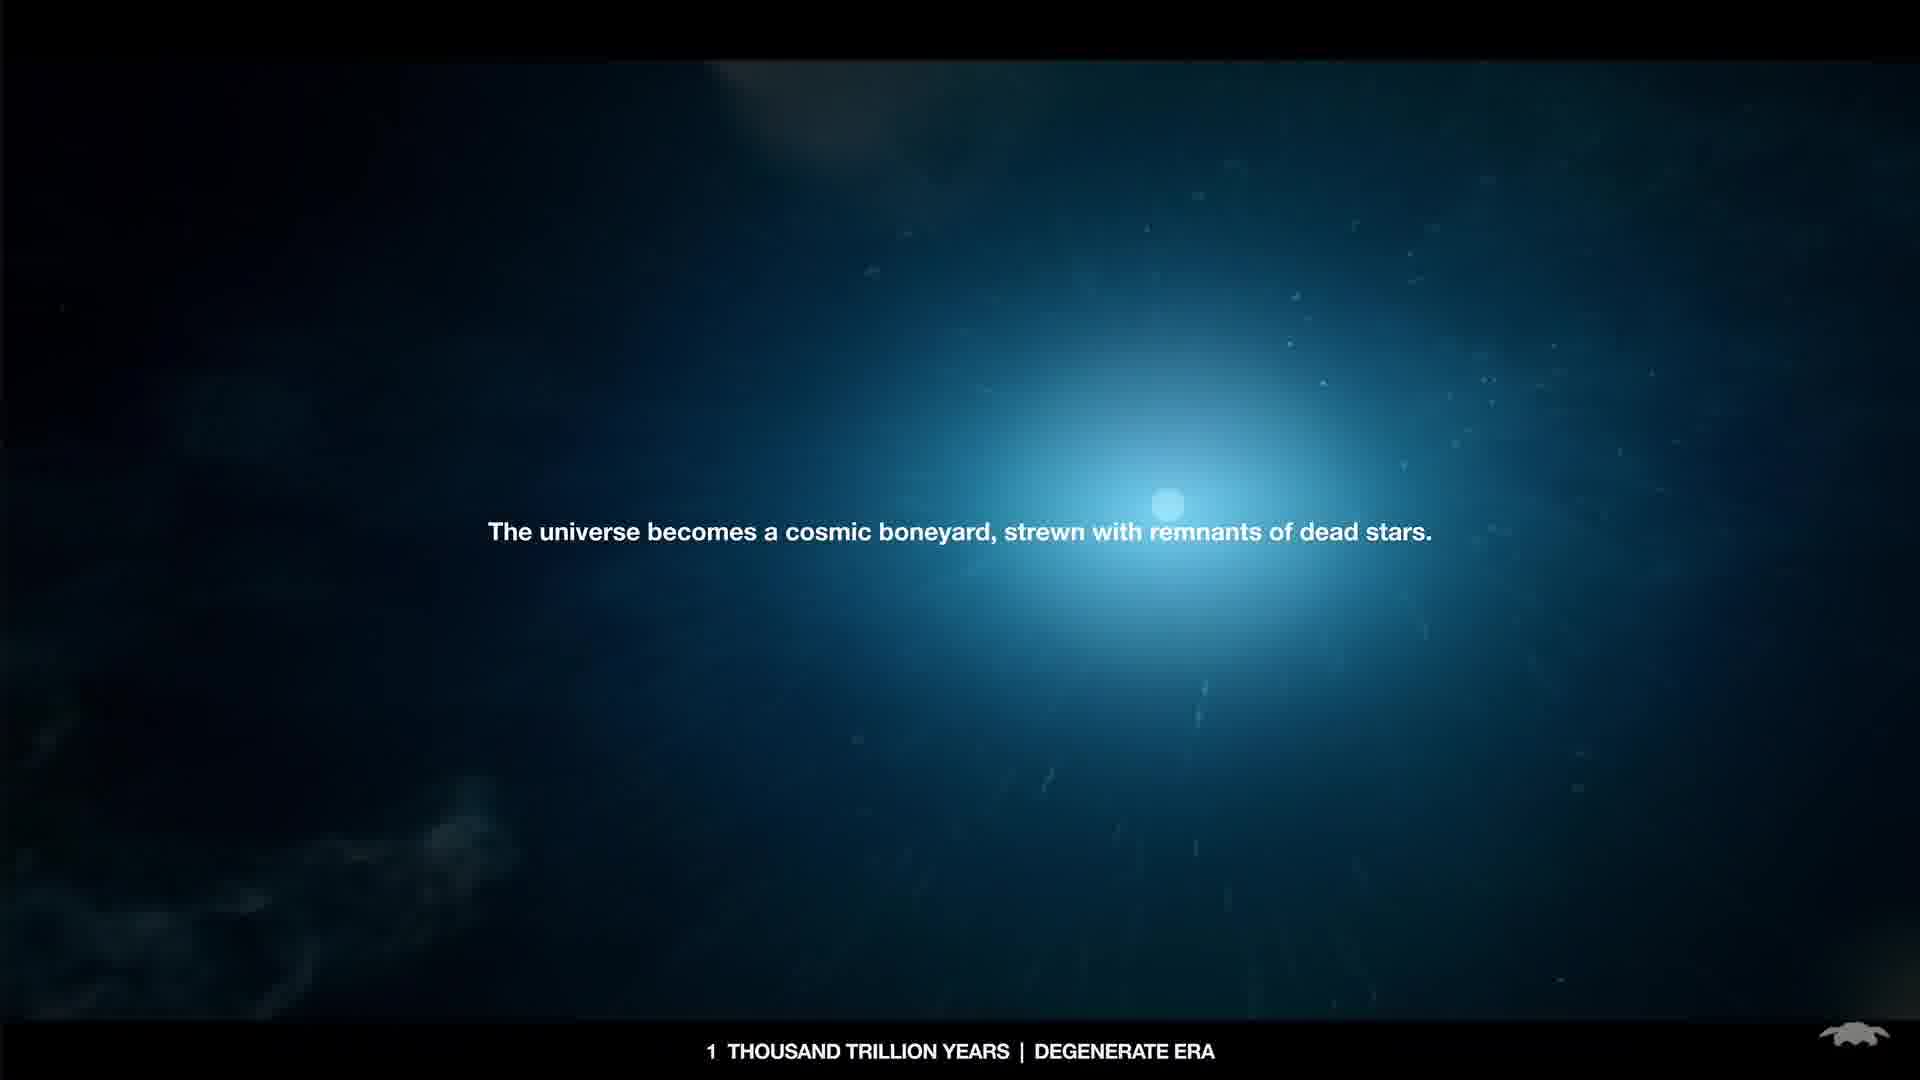 The universe becomes a cosmic boneyard, strewn with remnants of dead stars.
1 THOUSAND TRILLION YEARS | DEGENERATE ERA